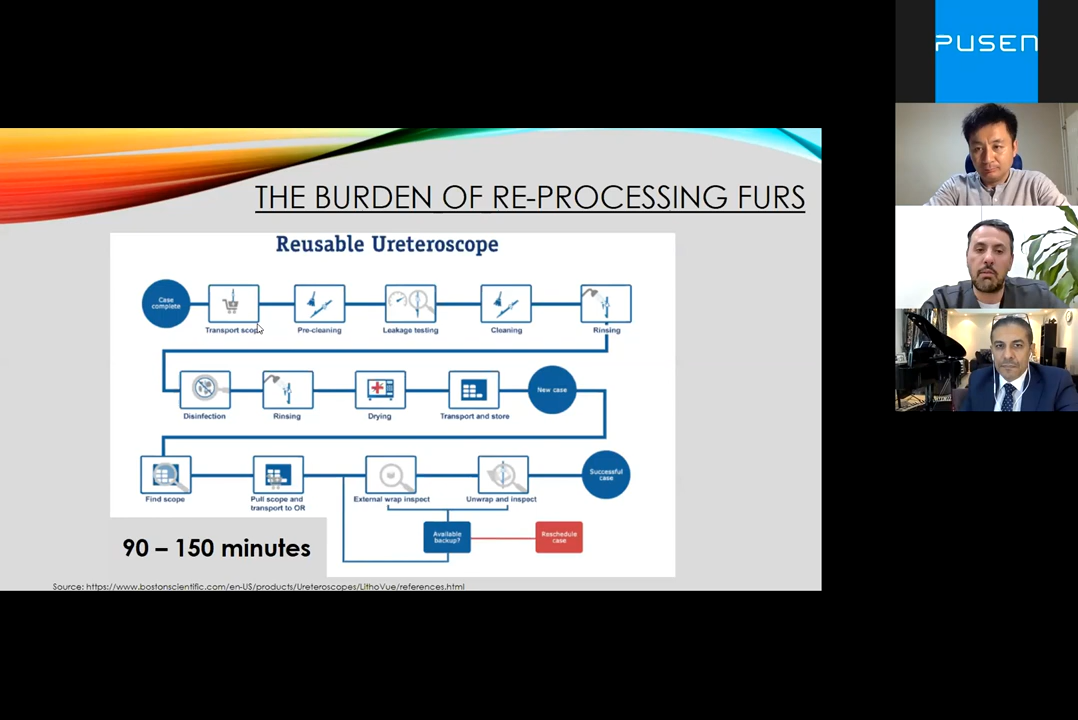 PUSEN
THE BURDEN OF RE-PROCESSING FURS
Reusable Ureteroscope
Case
complete
Transport scope
Pre-cleaning
Leakage testing
Cleaning
Rinsing
Disinfection
Rinsing
Drying
Transport and store
New case
Find scope
Pull scope and
transport to OR
External wrap inspect
Unwrap and inspect
Successful
case
Available
backup?
Reschedule
case
90 – 150 minutes
Source: https://www.bostonscientific.com/en-US/products/Ureteroscopes/LithoVue/references.html